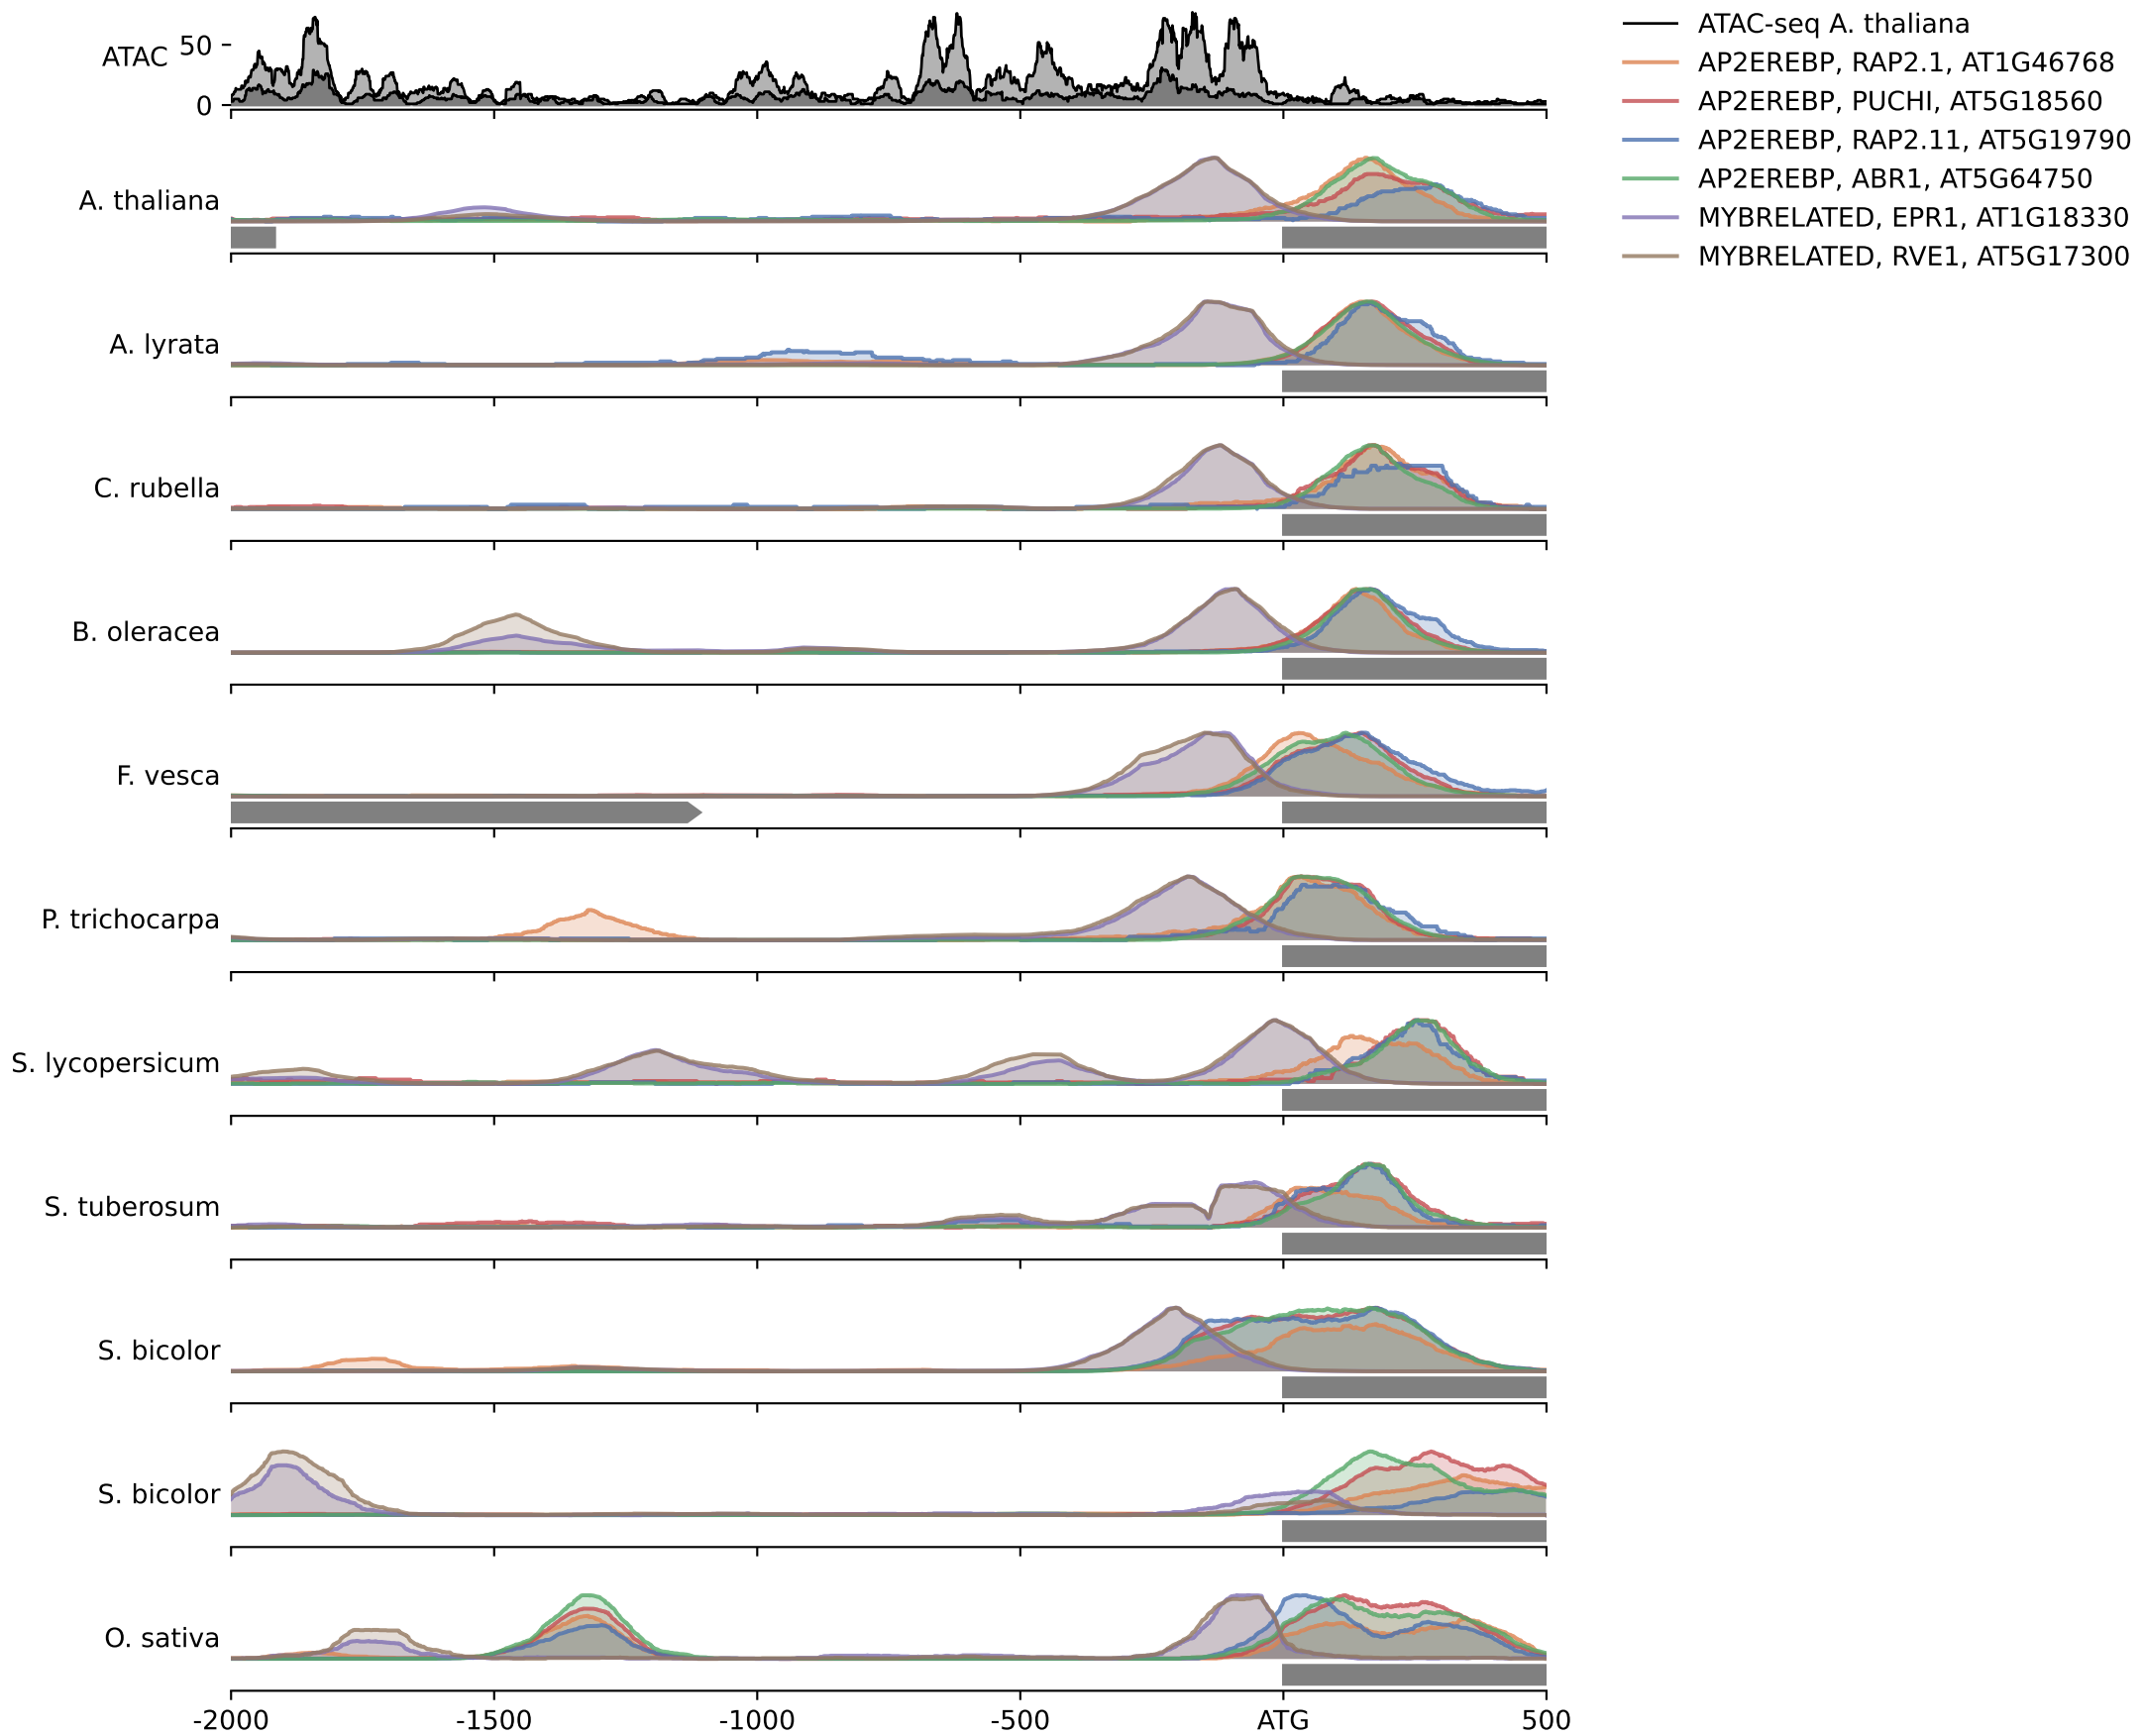 ATAC
50
0
ATAC-seq A. thaliana
AP2EREBP, RAP2.1, AT1G46768
AP2EREBP, PUCHI, AT5G18560
AP2EREBP, RAP2.11, AT5G19790
AP2EREBP, ABR1, AT5G64750
MYBRELATED, EPR1, AT1G18330
MYBRELATED, RVE1, AT5G17300
A. thaliana
A. lyrata
C. rubella
B. oleracea
F. vesca
P. trichocarpa
S. lycopersicum
S. tuberosum
S. bicolor
S. bicolor
O. sativa
-2000 -1500 -1000 -500 ATG 500